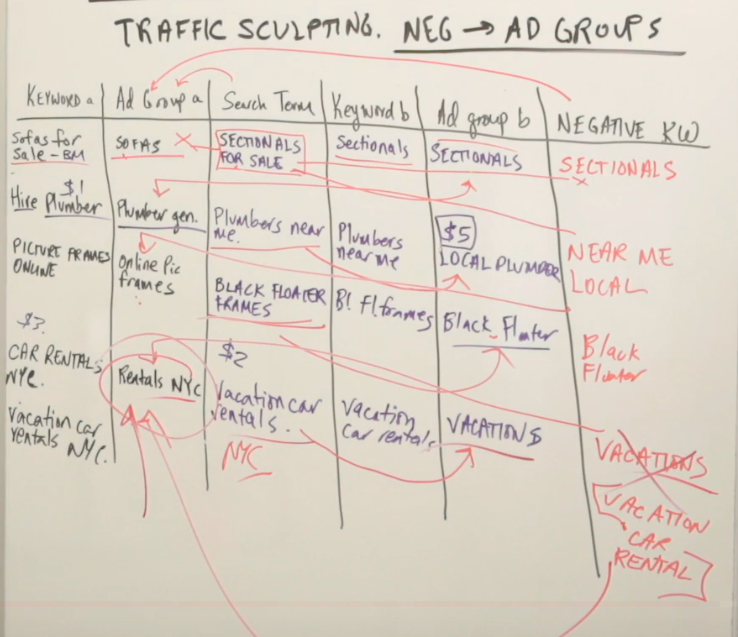 TRAFFIC SCULPTING. NEG → AD GROUPS
KEYWORD a
Ad Group a
Search Term
Keyword b
Ad group b
NEGATIVE KW
Sofas for
Sale - BM
SOFAS
SECTIONALS
FOR SALE
Sectionals
SECTIONALS
SECTIONALS
$1
Hire Plumber
Plumber gen.
Plumbers near
me.
Plumbers
near me
$5
LOCAL PLUMBER
NEAR ME
LOCAL
PICTURE FRAMES
ONLINE
Online Pic
frames
BLACK FLOATER
FRAMES
Bl. Fl. frames
Black Floater
Black
Floater
$3
CAR RENTALS
NYC.
Rentals NYC
$2
Vacation car
rentals.
NYC
Vacation
car rentals
VACATIONS
VACATIONS
Vacation car
rentals NYC.
VACATION
CAR
RENTAL